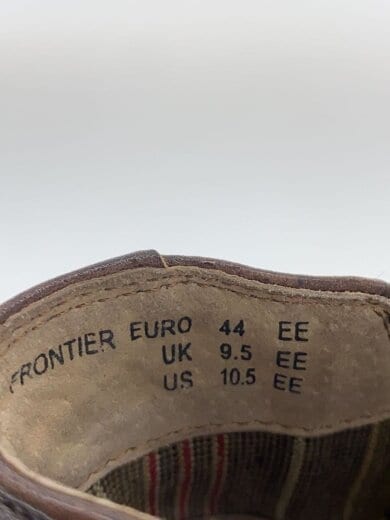 FRONTIER EURO 44 EE
UK 9.5 EE
US 10.5 EE